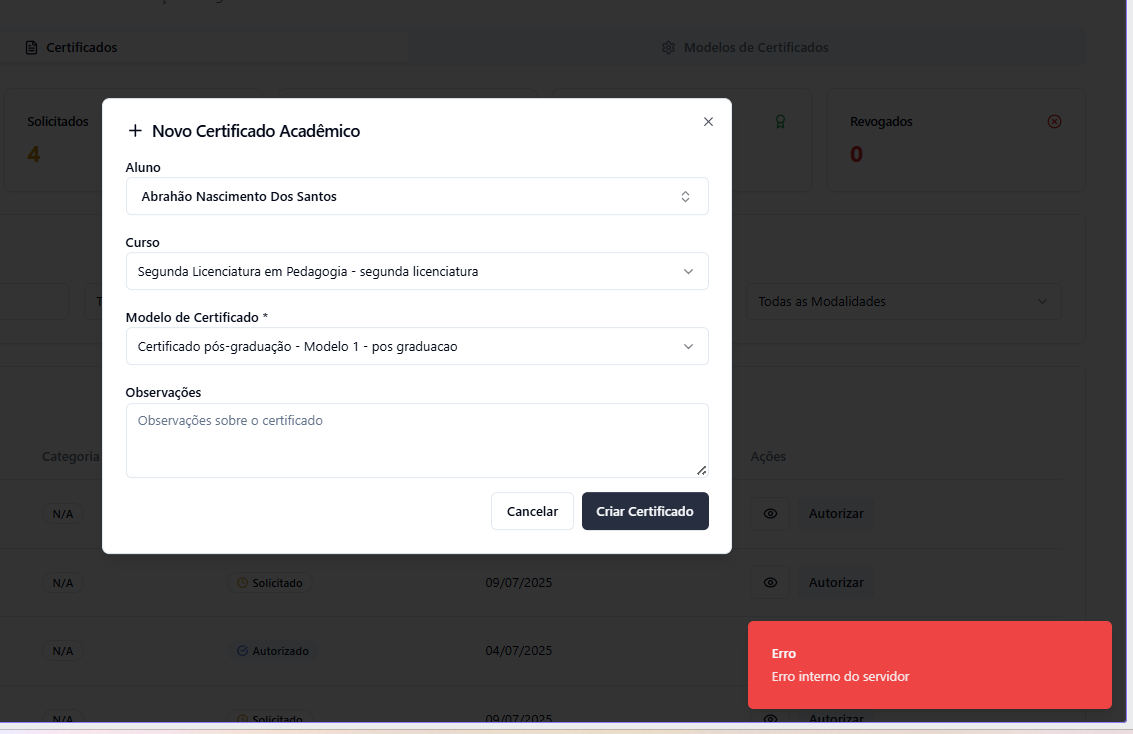 Certificados
Modelos de Certificados
Solicitados
4
Revogados
0
Novo Certificado Acadêmico
Aluno
Abrahão Nascimento Dos Santos
Curso
Segunda Licenciatura em Pedagogia - segunda licenciatura
Todas as Modalidades
Modelo de Certificado *
Certificado pós-graduação - Modelo 1 - pos graduacao
Observações
Observações sobre o certificado
Categoria
Ações
Cancelar
Criar Certificado
N/A
Autorizar
N/A
Solicitado
09/07/2025
Autorizar
N/A
Autorizado
04/07/2025
Erro
Erro interno do servidor
N/A
Solicitado
09/07/2025
Autorizar